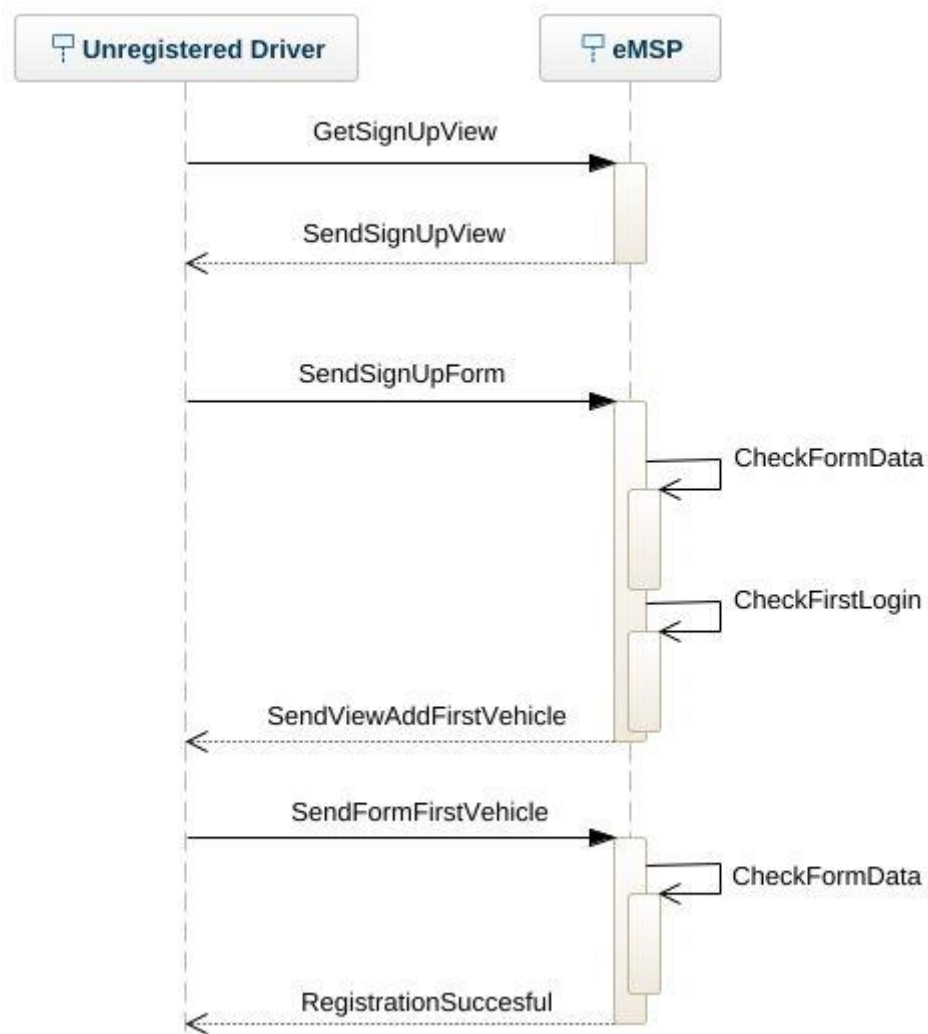 Unregistered Driver
eMSP
GetSignUpView
SendSignUpView
SendSignUpForm
CheckFormData
CheckFirstLogin
SendViewAddFirstVehicle
SendFormFirstVehicle
CheckFormData
RegistrationSuccesful